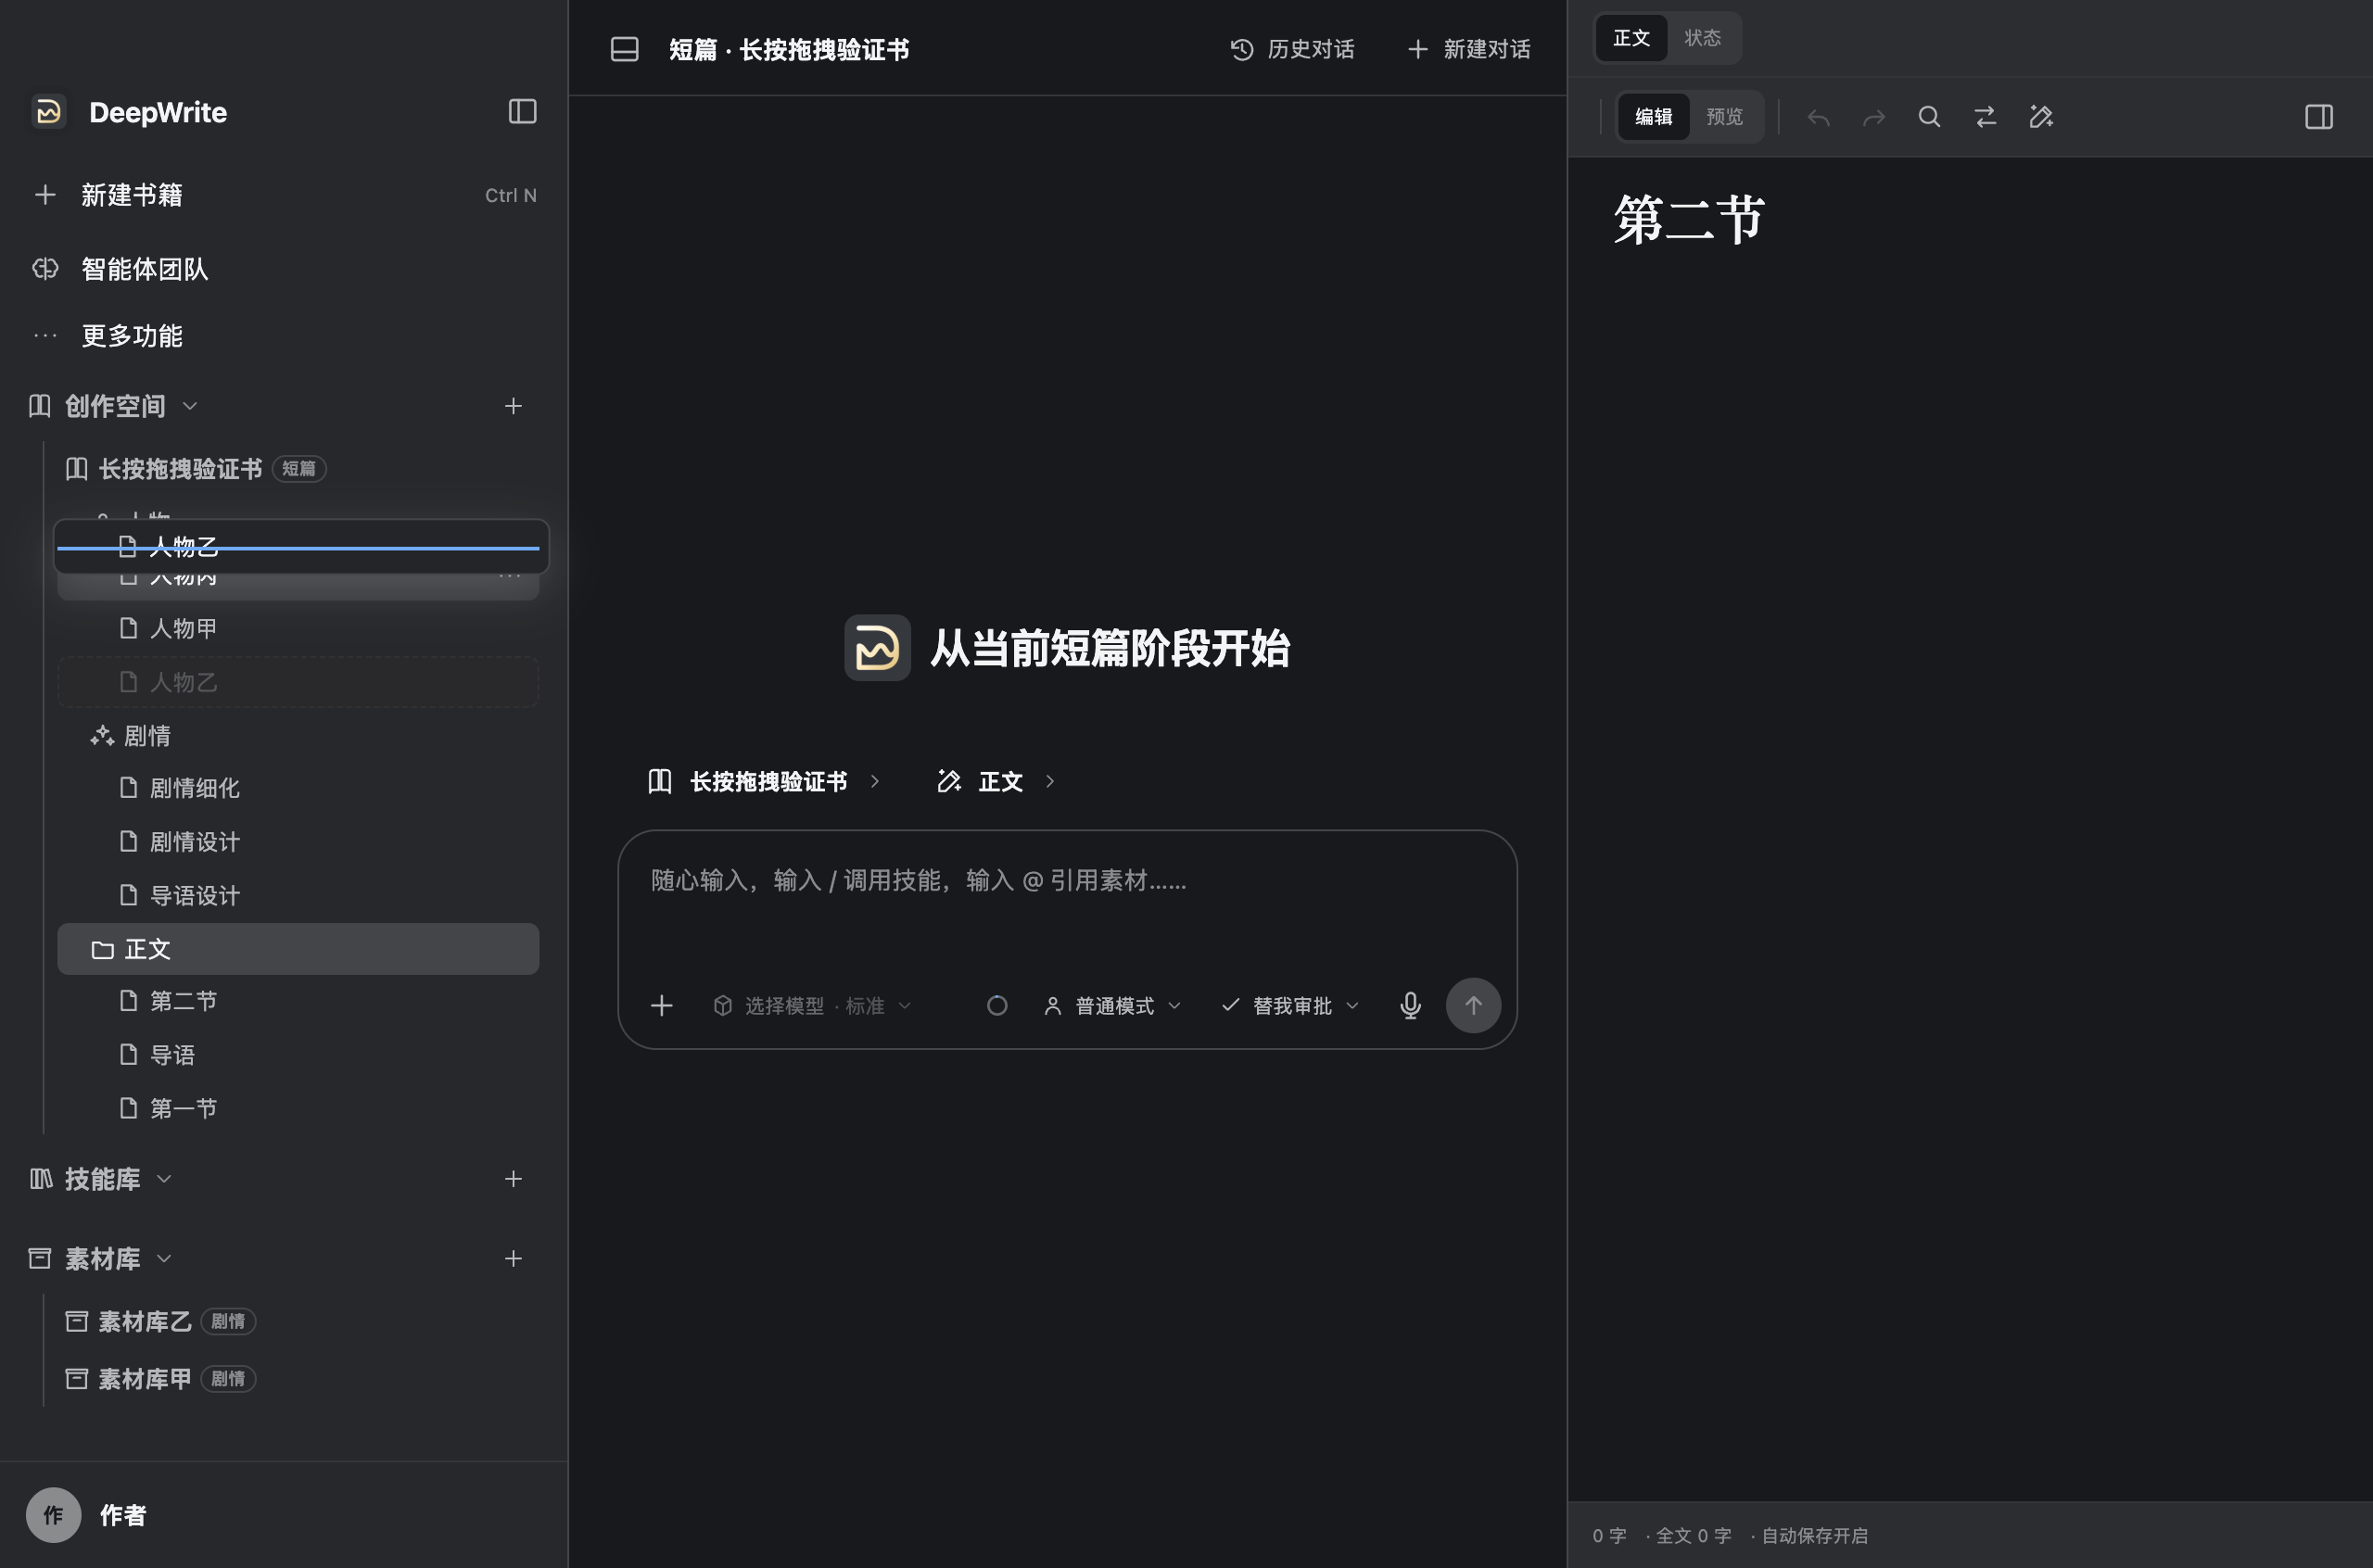 DeepWrite
新建书籍 Ctrl N
智能体团队
更多功能
创作空间
长按拖拽验证书 短篇
人物
人物乙
人物丙
人物甲
人物乙
剧情
剧情细化
剧情设计
导语设计
正文
第二节
导语
第一节
技能库
素材库
素材库乙 剧情
素材库甲 剧情
作 作者
短篇 · 长按拖拽验证书 历史对话 新建对话
从当前短篇阶段开始
长按拖拽验证书 正文
随心输入，输入 / 调用技能，输入 @ 引用素材……
选择模型 · 标准 普通模式 替我审批
正文 状态
编辑 预览
第二节
0 字 · 全文 0 字 · 自动保存开启